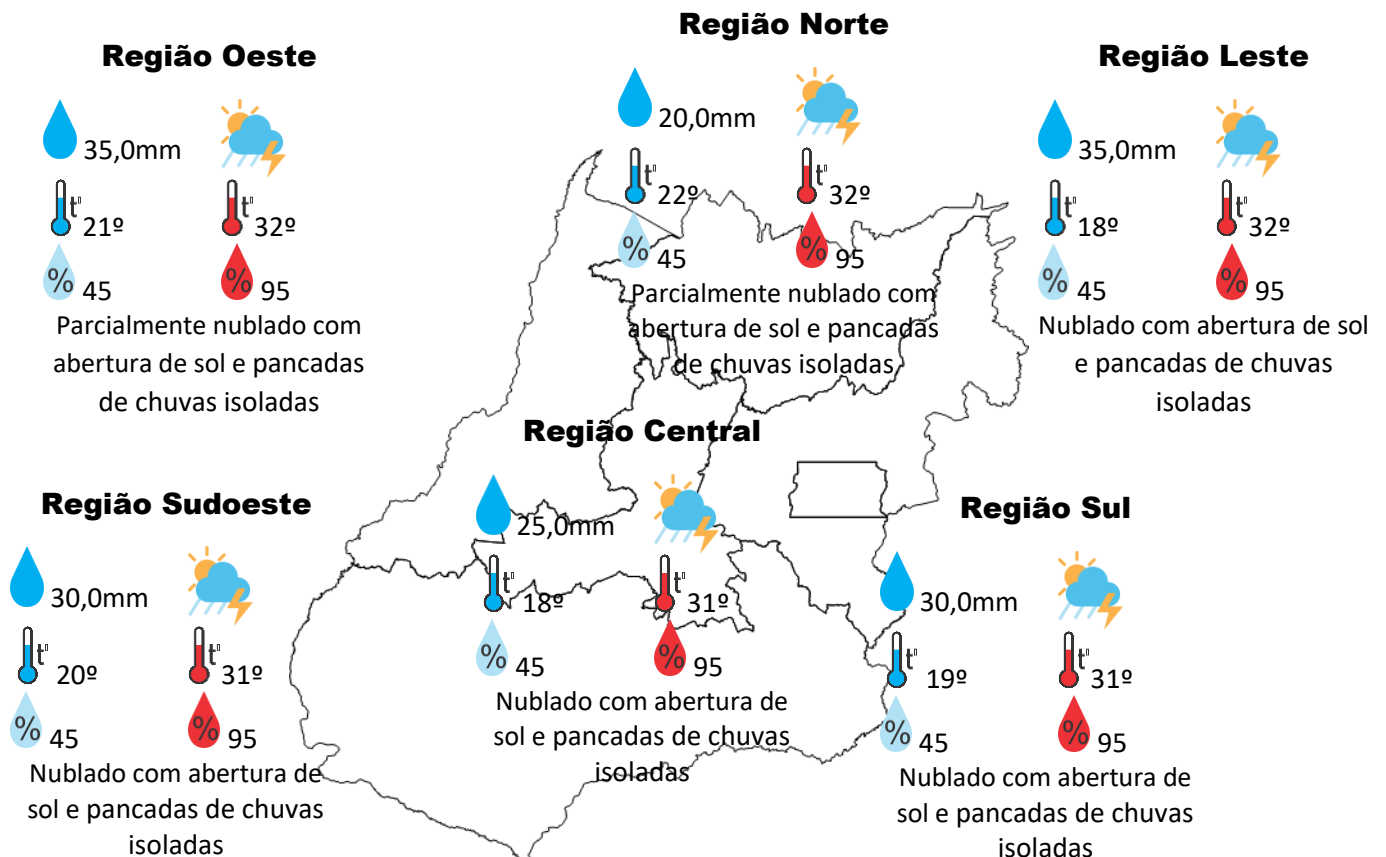 Região Oeste
35,0mm
t°
21º
32º
% 45
% 95
Parcialmente nublado com
abertura de sol e pancadas
de chuvas isoladas
Região Norte
20,0mm
t°
22º
t°
32º
% 45
% 95
Parcialmente nublado com
abertura de sol e pancadas
de chuvas isoladas
Região Leste
35,0mm
t°
18º
t°
32º
% 45
% 95
Nublado com abertura de sol
e pancadas de chuvas
isoladas
Região Central
25,0mm
t°
18º
t°
31º
% 45
% 95
Nublado com abertura de
sol e pancadas de chuvas
isoladas
Região Sudoeste
30,0mm
t°
20º
t°
31º
% 45
% 95
Nublado com abertura de
sol e pancadas de chuvas
isoladas
Região Sul
30,0mm
t°
19º
t°
31º
% 45
% 95
Nublado com abertura de
sol e pancadas de chuvas
isoladas